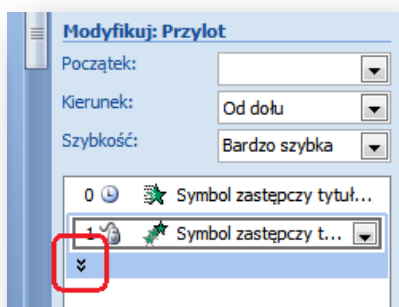 Modyfikuj: Przylot
Początek:
Kierunek: Od dołu
Szybkość: Bardzo szybka
0 Symbol zastępczy tytuł...
1 Symbol zastępczy t...